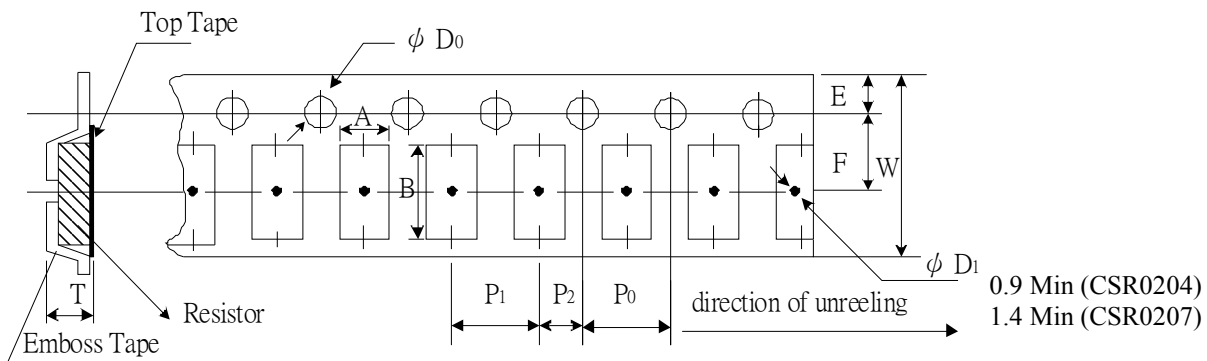 Top Tape
ϕ D₀
A
B
E
F
W
T
P₁
P₂
P₀
ϕ D₁
0.9 Min (CSR0204)
1.4 Min (CSR0207)
direction of unreeling
Resistor
Emboss Tape